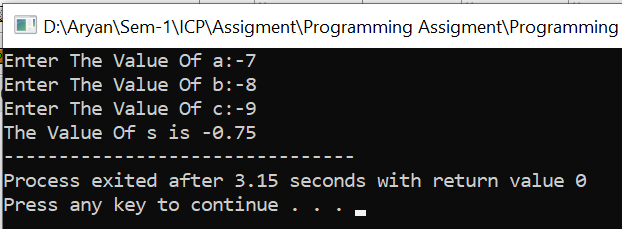 D:\Aryan\Sem-1\ICP\Assigment\Programming Assigment\Programming
Enter The Value Of a:-7
Enter The Value Of b:-8
Enter The Value Of c:-9
The Value Of s is -0.75
--------------------------------
Process exited after 3.15 seconds with return value 0
Press any key to continue . . .